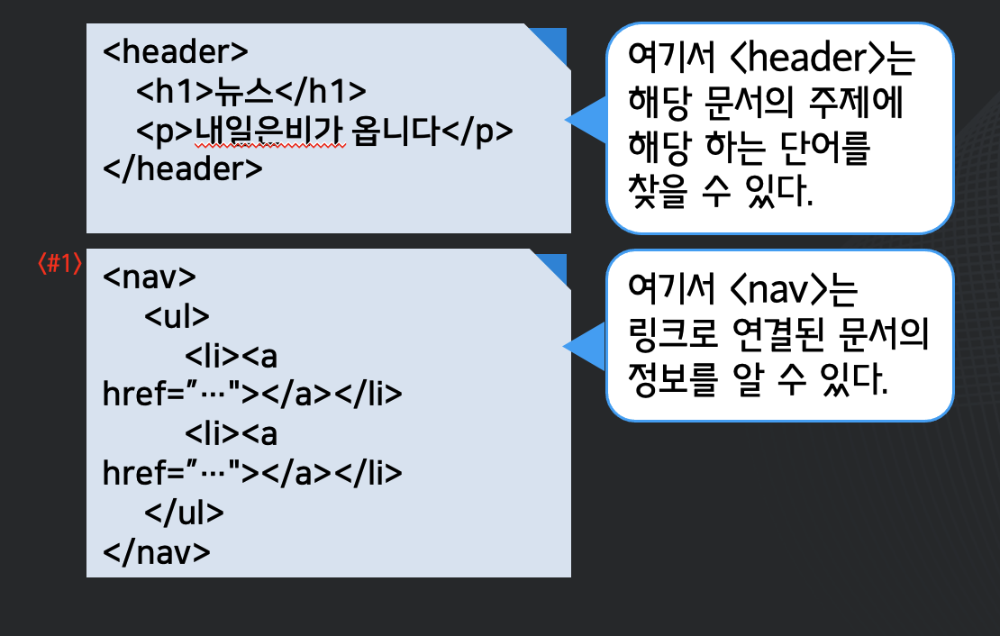 <header>
<h1>뉴스</h1>
<p>내일은비가 옵니다</p>
</header>
여기서 <header>는
해당 문서의 주제에
해당 하는 단어를
찾을 수 있다.
<#1>
<nav>
<ul>
<li><a
href=”…"></a></li>
<li><a
href=”…"></a></li>
</ul>
</nav>
여기서 <nav>는
링크로 연결된 문서의
정보를 알 수 있다.